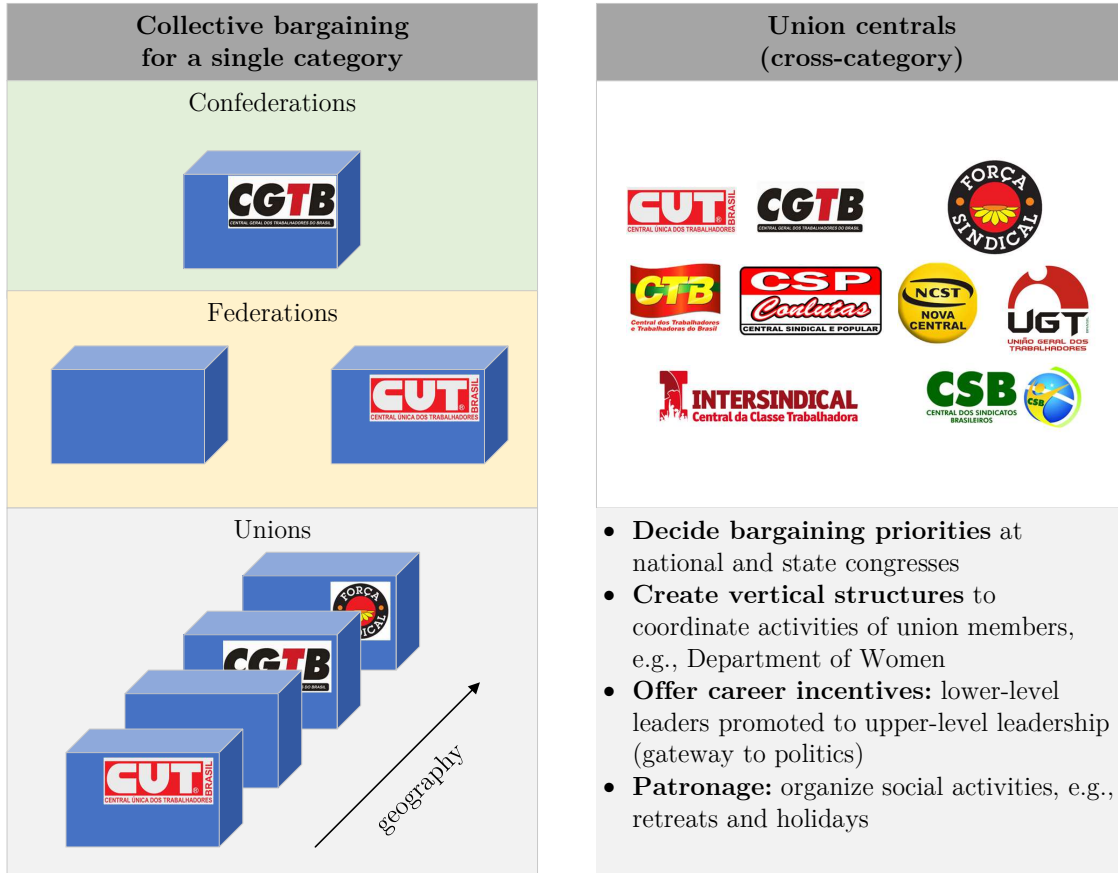 Collective bargaining
for a single category
Confederations
CGTB
CENTRAL GERAL DOS TRABALHADORES DO BRASIL
Federations
CUT BRASIL
CENTRAL ÚNICA DOS TRABALHADORES
Unions
FORÇA
SINDICAL
CGTB
DO BRASIL
CUT BRASIL
CENTRAL ÚNICA DOS TRABALHADORES
geography
Union centrals
(cross-category)
CUT BRASIL
CENTRAL ÚNICA DOS TRABALHADORES
CGTB
CENTRAL GERAL DOS TRABALHADORES DO BRASIL
FORÇA
SINDICAL
CTB
Central dos Trabalhadores
e Trabalhadoras do Brasil
CSP
Conlutas
CENTRAL SINDICAL E POPULAR
NCST
NOVA
CENTRAL
UGT
UNIÃO GERAL DOS
TRABALHADORES
INTERSINDICAL
Central da Classe Trabalhadora
CSB
CENTRAL DOS SINDICATOS
BRASILEIROS
CSB
• Decide bargaining priorities at
national and state congresses
• Create vertical structures to
coordinate activities of union members,
e.g., Department of Women
• Offer career incentives: lower-level
leaders promoted to upper-level leadership
(gateway to politics)
• Patronage: organize social activities, e.g.,
retreats and holidays